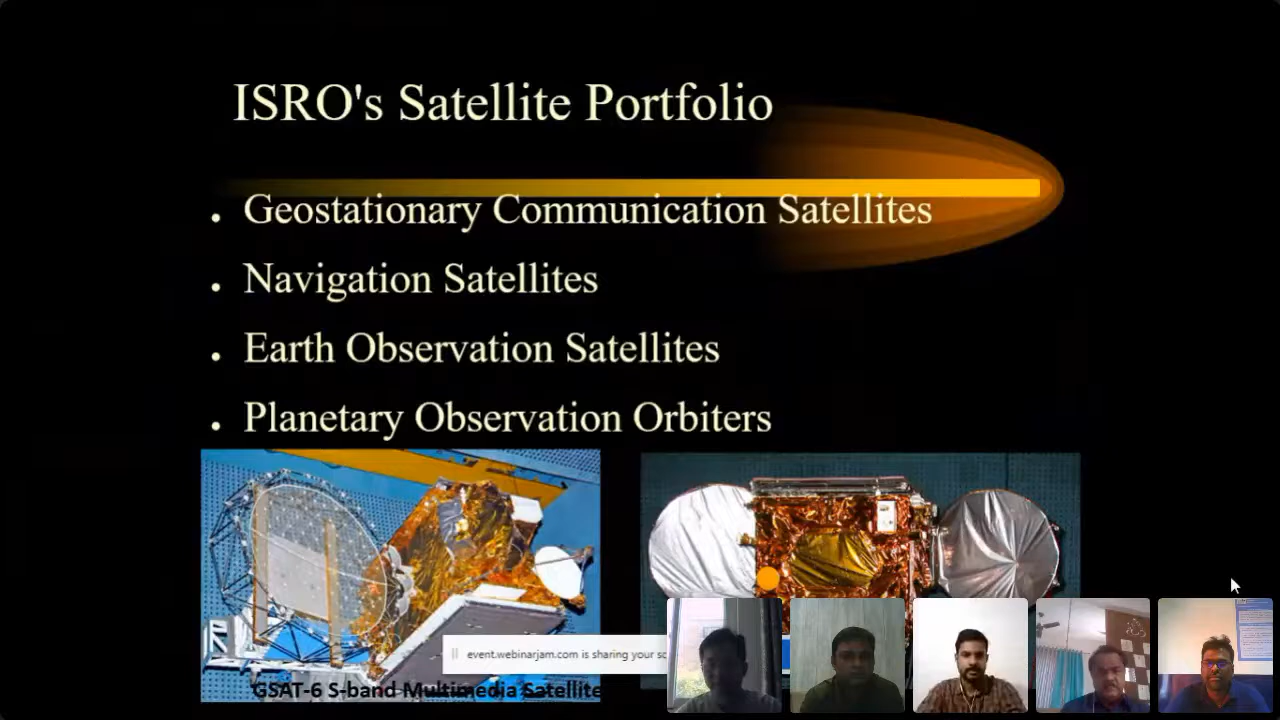 ISRO's Satellite Portfolio
Geostationary Communication Satellites
Navigation Satellites
Earth Observation Satellites
Planetary Observation Orbiters
event.webinarjam.com is sharing your sc
GSAT-6 S-band Multimedia Satellite